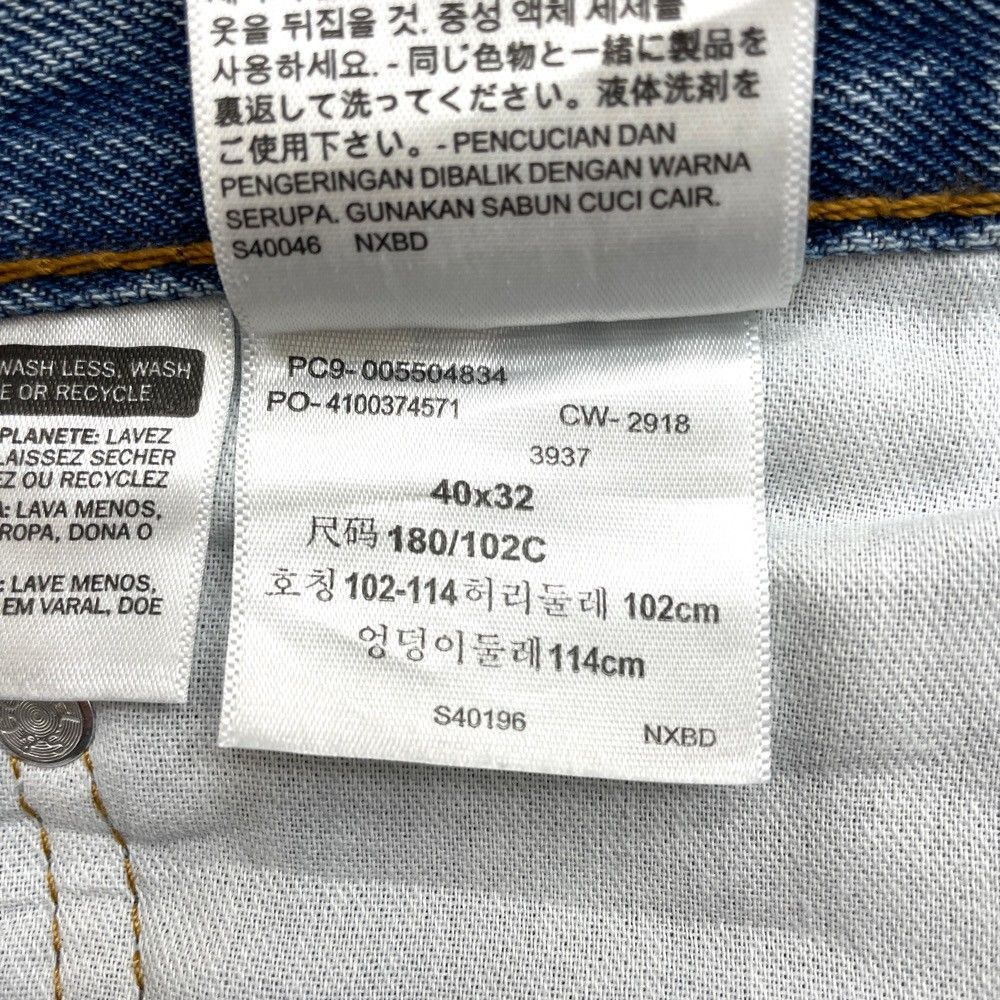 옷을 뒤집을 것. 중성 액체 세제를
사용하세요. - 同じ色物と一緒に製品を
裏返して洗ってください。液体洗剤を
ご使用下さい。- PENCUCIAN DAN
PENGERINGAN DIBALIK DENGAN WARNA
SERUPA. GUNAKAN SABUN CUCI CAIR.
S40046 NXBD
WASH LESS, WASH
E OR RECYCLE
PLANETE: LAVEZ
LAISSEZ SECHER
EZ OU RECYCLEZ
A: LAVA MENOS,
ROPA, DONA O
: LAVE MENOS,
EM VARAL, DOE
PC9-005504834
PO-4100374571 CW-2918
3937
40x32
尺码 180/102C
호칭 102-114 허리둘레 102cm
엉덩이둘레 114cm
S40196 NXBD